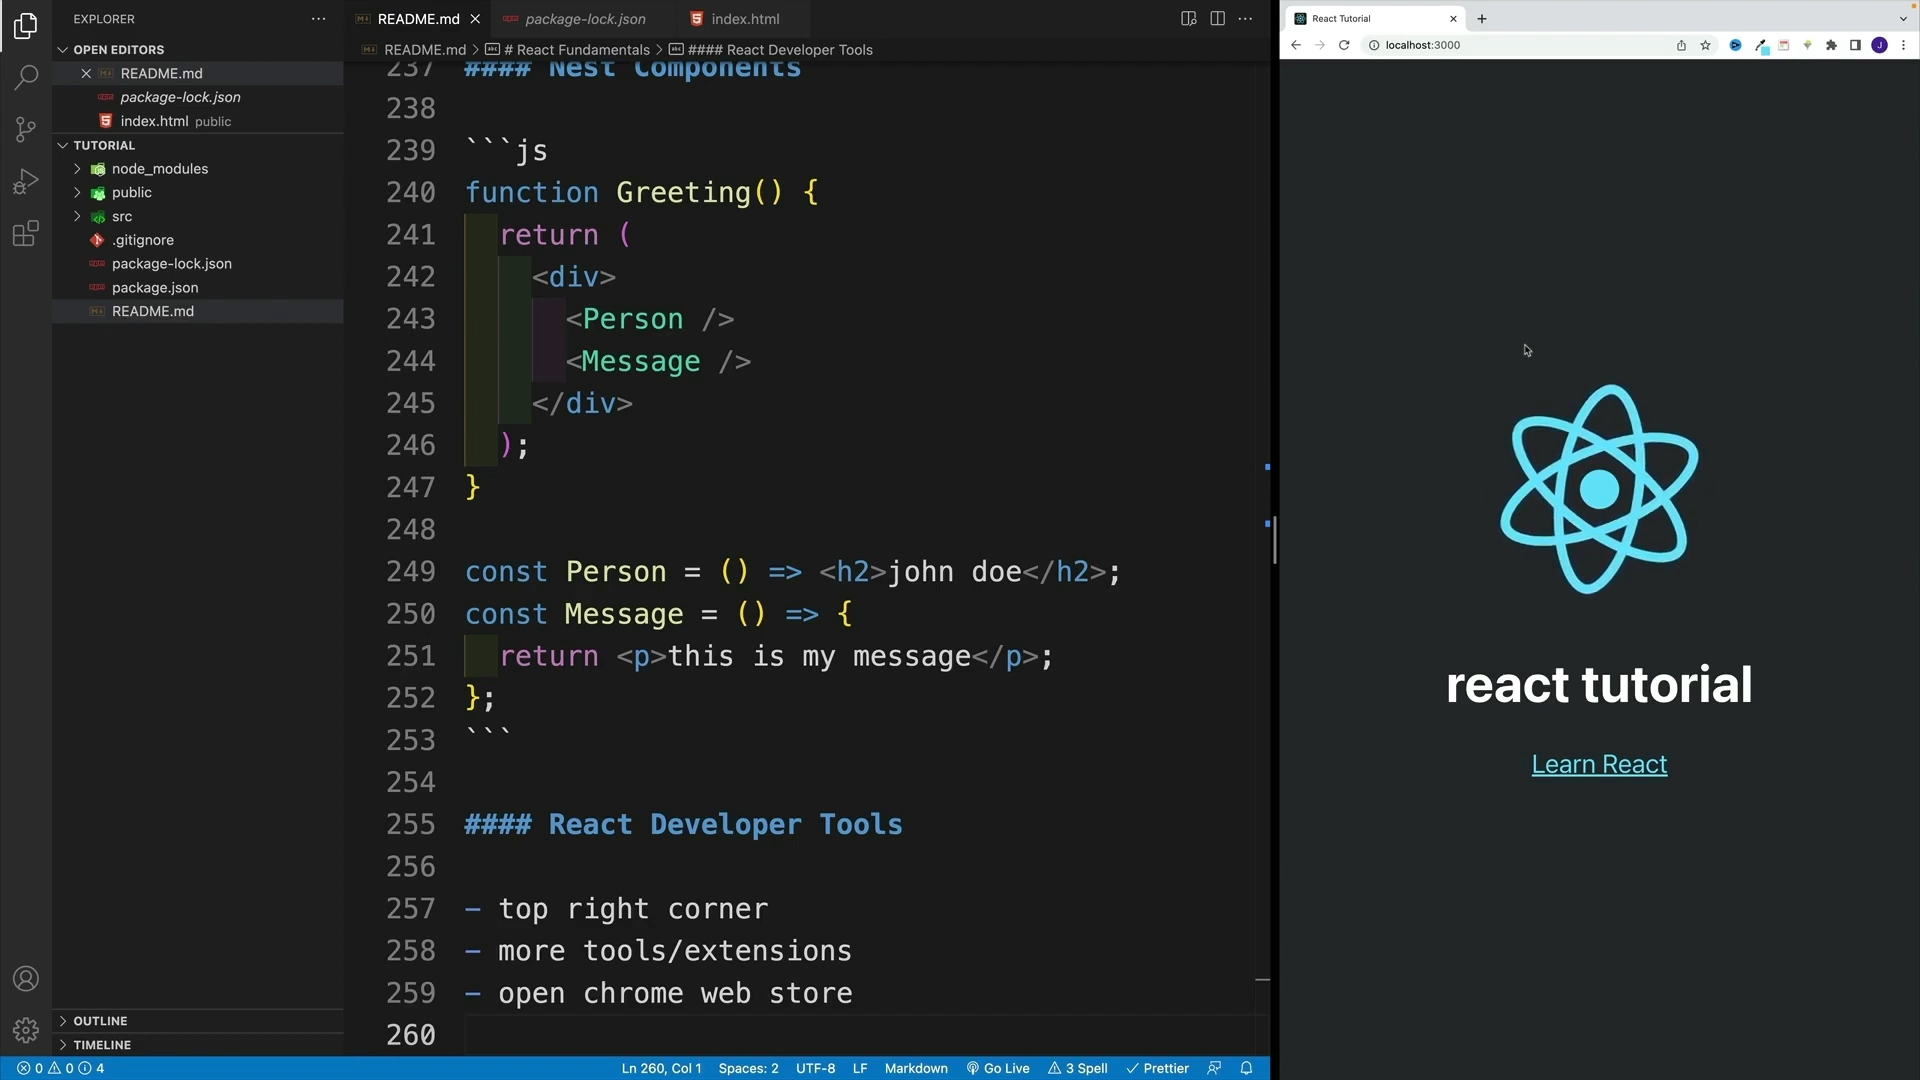 EXPLORER
OPEN EDITORS
README.md
package-lock.json
index.html public
TUTORIAL
node_modules
public
src
.gitignore
package-lock.json
package.json
README.md
OUTLINE
TIMELINE
README.md
package-lock.json
index.html
README.md > # React Fundamentals > #### React Developer Tools
237 #### Nest Components
238
239 ```js
240 function Greeting() {
241 return (
242 <div>
243 <Person />
244 <Message />
245 </div>
246 );
247 }
248
249 const Person = () => <h2>john doe</h2>;
250 const Message = () => {
251 return <p>this is my message</p>;
252 };
253 ```
254
255 #### React Developer Tools
256
257 - top right corner
258 - more tools/extensions
259 - open chrome web store
260
0 0 4
Ln 260, Col 1 Spaces: 2 UTF-8 LF Markdown Go Live 3 Spell Prettier
React Tutorial
localhost:3000
J
react tutorial
Learn React